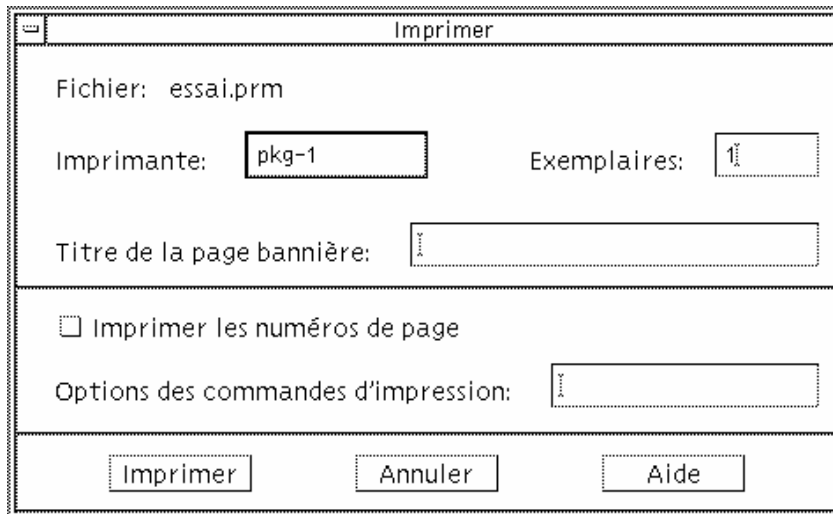 Imprimer
Fichier: essai.prm
Imprimante: pkg-1 Exemplaires: 1
Titre de la page bannière:
Imprimer les numéros de page
Options des commandes d'impression:
Imprimer Annuler Aide